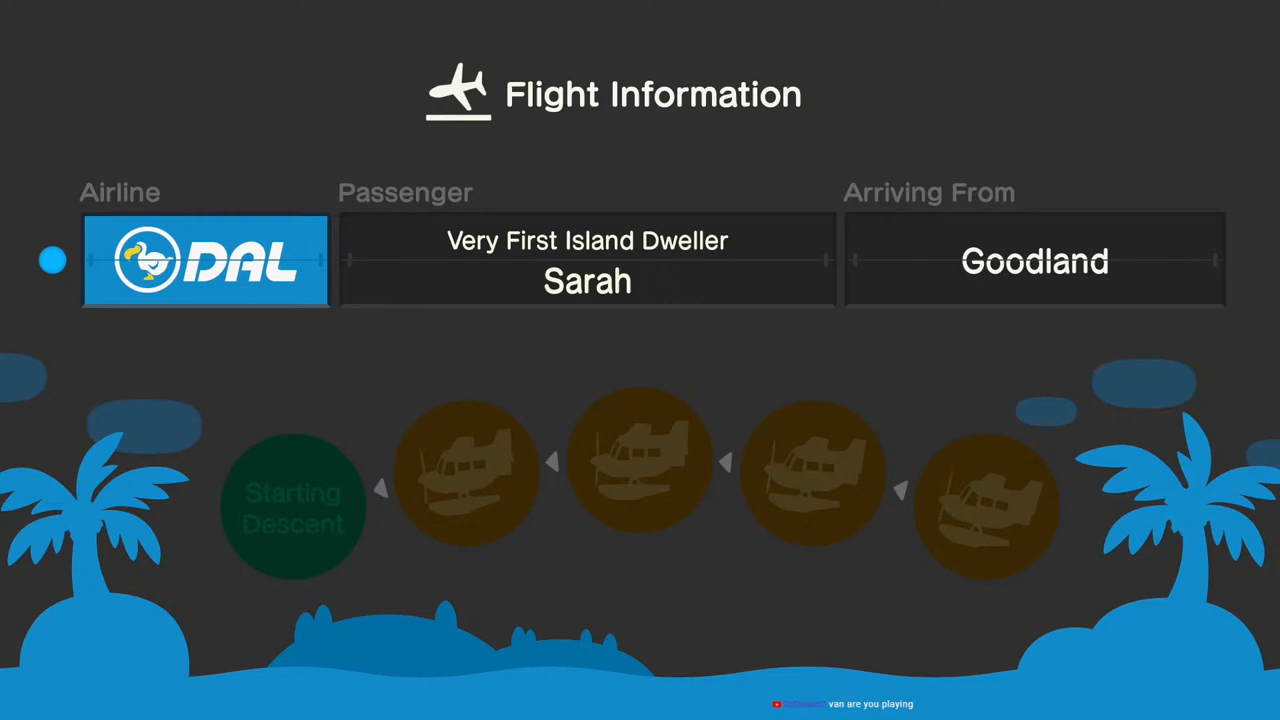 Flight Information
Airline
Passenger
Arriving From
DAL
Very First Island Dweller
Sarah
Goodland
Starting
Descent
van are you playing